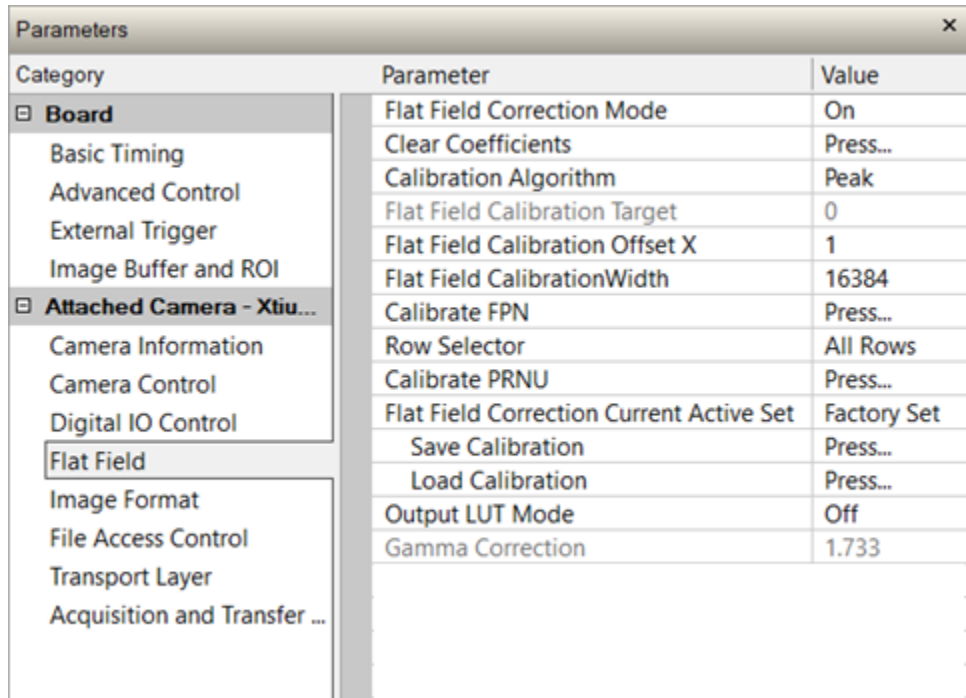 Parameters ×
Category Parameter Value
Board
Basic Timing
Advanced Control
External Trigger
Image Buffer and ROI
Attached Camera - Xtiu...
Camera Information
Camera Control
Digital IO Control
Flat Field
Image Format
File Access Control
Transport Layer
Acquisition and Transfer ...
Flat Field Correction Mode On
Clear Coefficients Press...
Calibration Algorithm Peak
Flat Field Calibration Target 0
Flat Field Calibration Offset X 1
Flat Field CalibrationWidth 16384
Calibrate FPN Press...
Row Selector All Rows
Calibrate PRNU Press...
Flat Field Correction Current Active Set Factory Set
Save Calibration Press...
Load Calibration Press...
Output LUT Mode Off
Gamma Correction 1.733